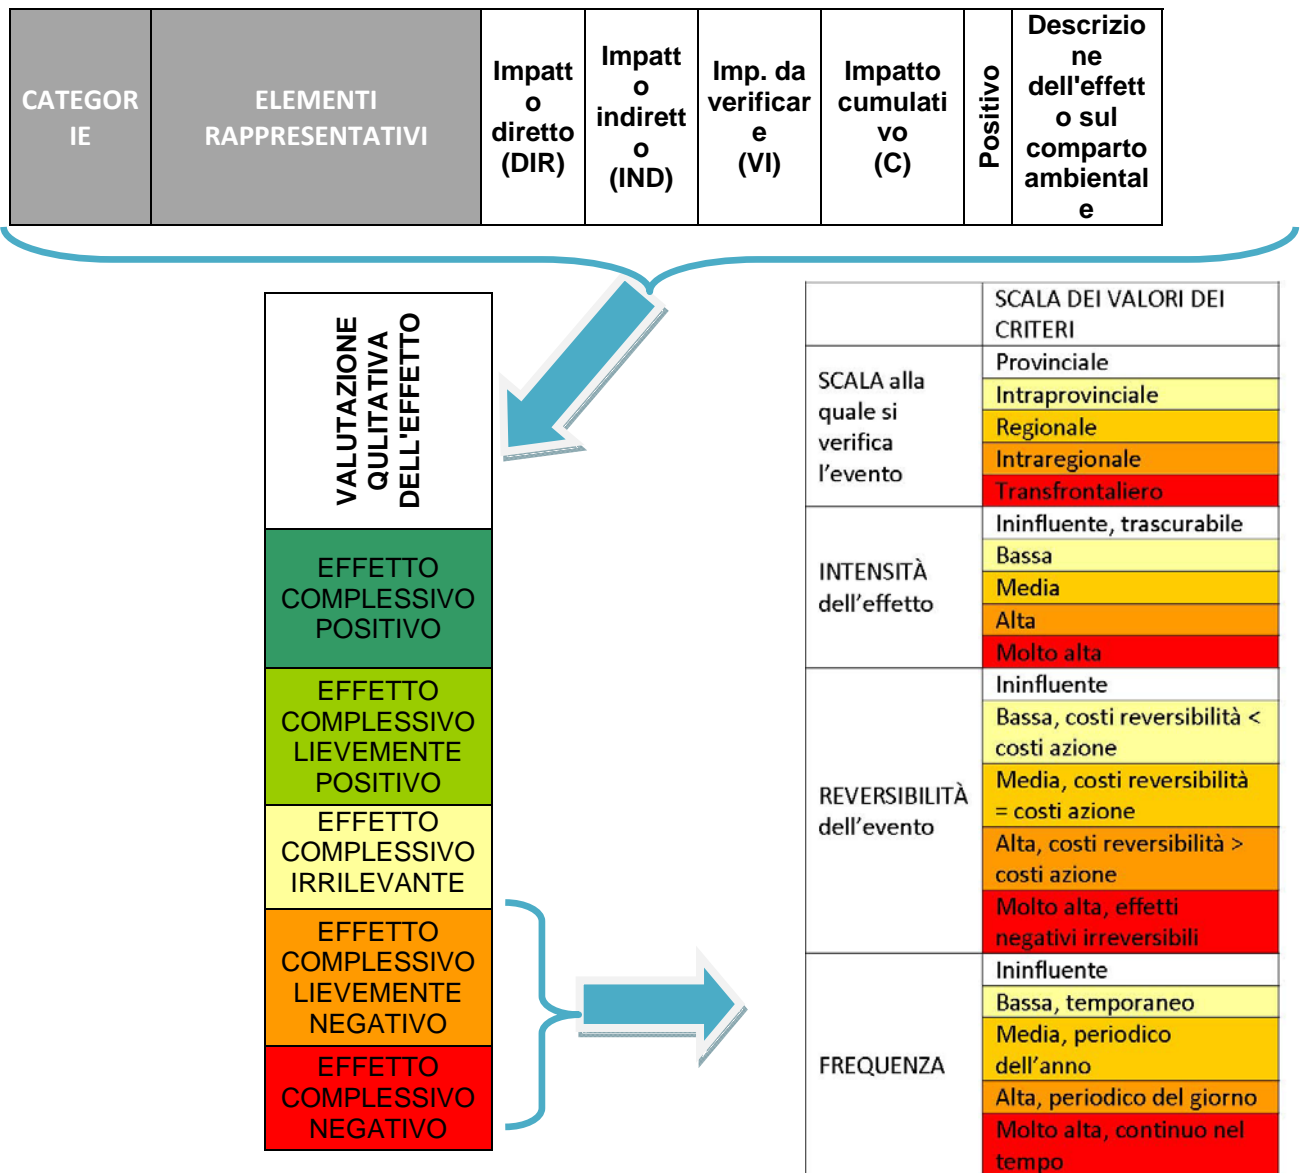 CATEGOR
IE
ELEMENTI
RAPPRESENTATIVI
Impatt
o
diretto
(DIR)
Impatt
o
indirett
o
(IND)
Imp. da
verificar
e
(VI)
Impatto
cumulati
vo
(C)
Positivo
Descrizio
ne
dell'effett
o sul
comparto
ambiental
e
VALUTAZIONE
QULITATIVA
DELL'EFFETTO
EFFETTO
COMPLESSIVO
POSITIVO
EFFETTO
COMPLESSIVO
LIEVEMENTE
POSITIVO
EFFETTO
COMPLESSIVO
IRRILEVANTE
EFFETTO
COMPLESSIVO
LIEVEMENTE
NEGATIVO
EFFETTO
COMPLESSIVO
NEGATIVO
SCALA DEI VALORI DEI
CRITERI
SCALA alla
quale si
verifica
l'evento
Provinciale
Intraprovinciale
Regionale
Intraregionale
Transfrontaliero
INTENSITÀ
dell'effetto
Ininfluente, trascurabile
Bassa
Media
Alta
Molto alta
REVERSIBILITÀ
dell'evento
Ininfluente
Bassa, costi reversibilità <
costi azione
Media, costi reversibilità
= costi azione
Alta, costi reversibilità >
costi azione
Molto alta, effetti
negativi irreversibili
FREQUENZA
Ininfluente
Bassa, temporaneo
Media, periodico
dell'anno
Alta, periodico del giorno
Molto alta, continuo nel
tempo